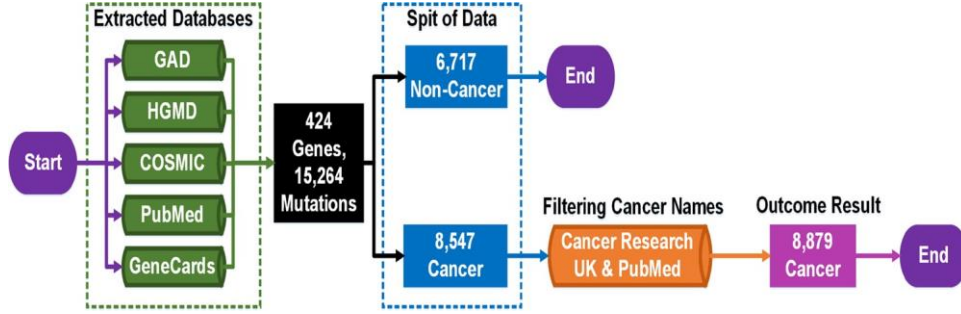 Extracted Databases
Spit of Data
GAD
HGMD
COSMIC
PubMed
GeneCards
Start
424
Genes,
15,264
Mutations
6,717
Non-Cancer
End
8,547
Cancer
Filtering Cancer Names
Cancer Research
UK & PubMed
Outcome Result
8,879
Cancer
End